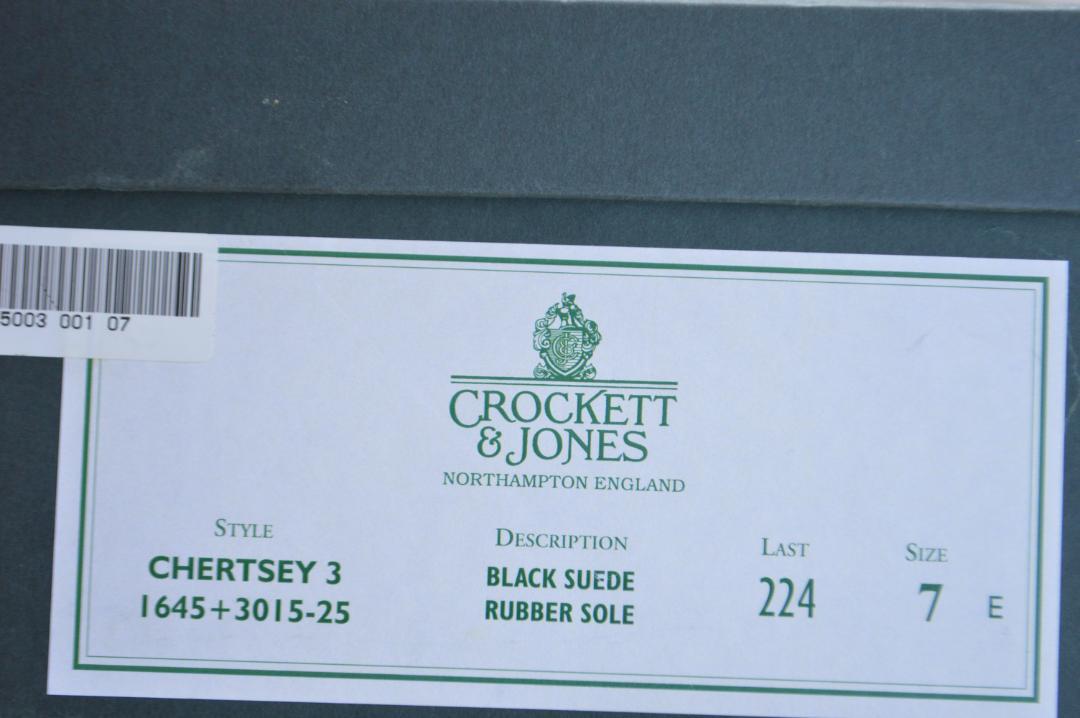 5003 001 07
CROCKETT
& JONES
NORTHAMPTON ENGLAND
STYLE
CHERTSEY 3
1645+3015-25
DESCRIPTION
BLACK SUEDE
RUBBER SOLE
LAST
224
SIZE
7 E